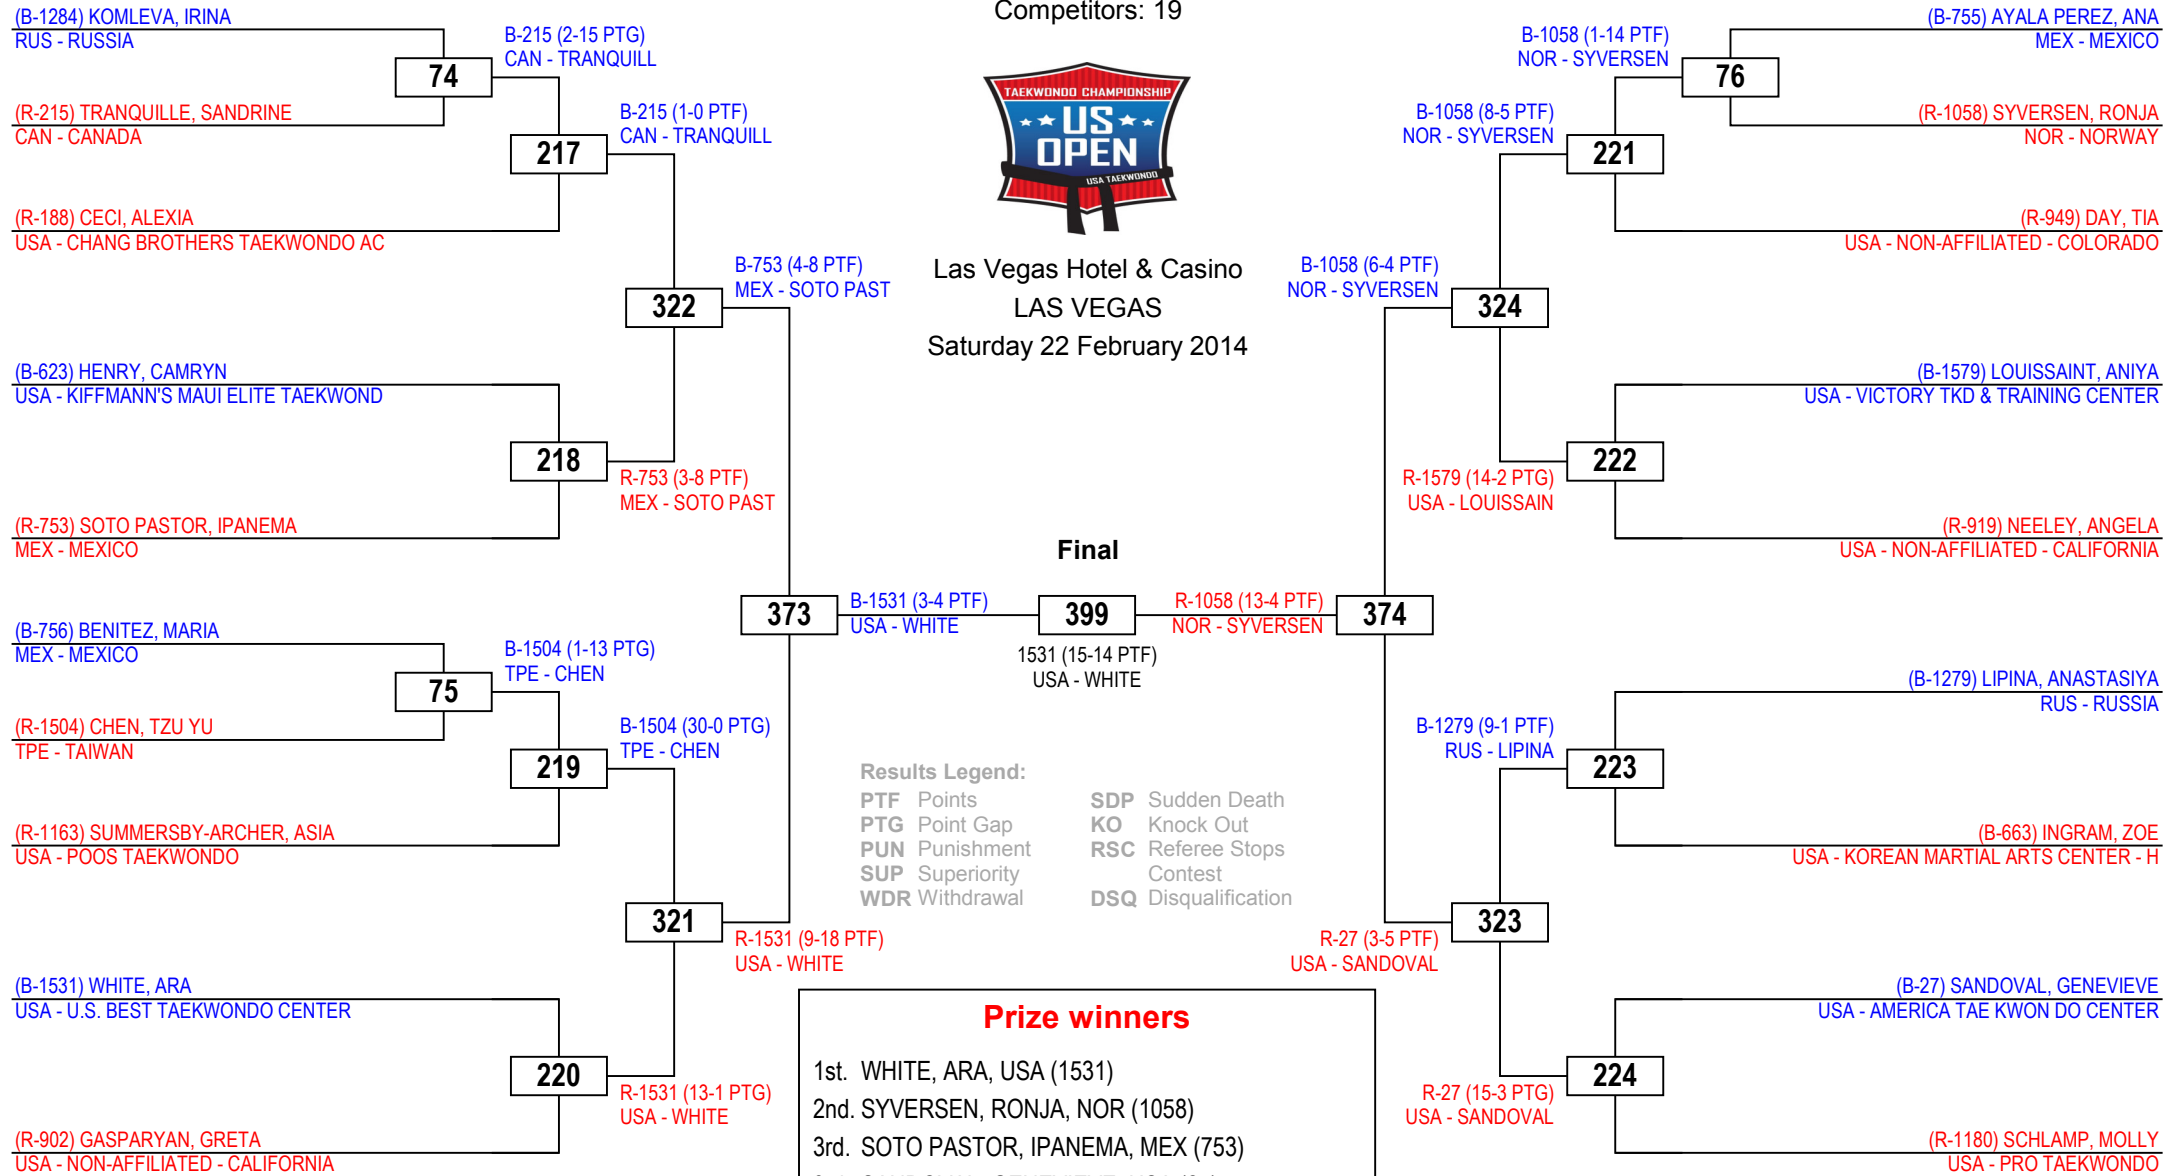 Competitors: 19
TAEKWONDO CHAMPIONSHIP
US
OPEN
USA TAEKWONDO
Las Vegas Hotel & Casino
LAS VEGAS
Saturday 22 February 2014
(B-1284) KOMLEVA, IRINA
RUS - RUSSIA
74
(R-215) TRANQUILLE, SANDRINE
CAN - CANADA
B-215 (2-15 PTG)
CAN - TRANQUILL
217
(R-188) CECI, ALEXIA
USA - CHANG BROTHERS TAEKWONDO AC
B-215 (1-0 PTF)
CAN - TRANQUILL
322
(B-623) HENRY, CAMRYN
USA - KIFFMANN'S MAUI ELITE TAEKWOND
218
(R-753) SOTO PASTOR, IPANEMA
MEX - MEXICO
R-753 (3-8 PTF)
MEX - SOTO PAST
B-753 (4-8 PTF)
MEX - SOTO PAST
373
(B-756) BENITEZ, MARIA
MEX - MEXICO
75
(R-1504) CHEN, TZU YU
TPE - TAIWAN
B-1504 (1-13 PTG)
TPE - CHEN
219
(R-1163) SUMMERSBY-ARCHER, ASIA
USA - POOS TAEKWONDO
B-1504 (30-0 PTG)
TPE - CHEN
321
(B-1531) WHITE, ARA
USA - U.S. BEST TAEKWONDO CENTER
220
(R-902) GASPARYAN, GRETA
USA - NON-AFFILIATED - CALIFORNIA
R-1531 (13-1 PTG)
USA - WHITE
R-1531 (9-18 PTF)
USA - WHITE
B-1531 (3-4 PTF)
USA - WHITE
Final
399
1531 (15-14 PTF)
USA - WHITE
R-1058 (13-4 PTF)
NOR - SYVERSEN
374
(B-755) AYALA PEREZ, ANA
MEX - MEXICO
76
(R-1058) SYVERSEN, RONJA
NOR - NORWAY
B-1058 (1-14 PTF)
NOR - SYVERSEN
221
(R-949) DAY, TIA
USA - NON-AFFILIATED - COLORADO
B-1058 (8-5 PTF)
NOR - SYVERSEN
324
(B-1579) LOUISSAINT, ANIYA
USA - VICTORY TKD & TRAINING CENTER
222
(R-919) NEELEY, ANGELA
USA - NON-AFFILIATED - CALIFORNIA
R-1579 (14-2 PTG)
USA - LOUISSAIN
B-1058 (6-4 PTF)
NOR - SYVERSEN
(B-1279) LIPINA, ANASTASIYA
RUS - RUSSIA
223
(B-663) INGRAM, ZOE
USA - KOREAN MARTIAL ARTS CENTER - H
B-1279 (9-1 PTF)
RUS - LIPINA
323
(B-27) SANDOVAL, GENEVIEVE
USA - AMERICA TAE KWON DO CENTER
224
(R-1180) SCHLAMP, MOLLY
USA - PRO TAEKWONDO
R-27 (15-3 PTG)
USA - SANDOVAL
R-27 (3-5 PTF)
USA - SANDOVAL
Results Legend:
PTF Points
PTG Point Gap
PUN Punishment
SUP Superiority
WDR Withdrawal
SDP Sudden Death
KO Knock Out
RSC Referee Stops
Contest
DSQ Disqualification
Prize winners
1st. WHITE, ARA, USA (1531)
2nd. SYVERSEN, RONJA, NOR (1058)
3rd. SOTO PASTOR, IPANEMA, MEX (753)